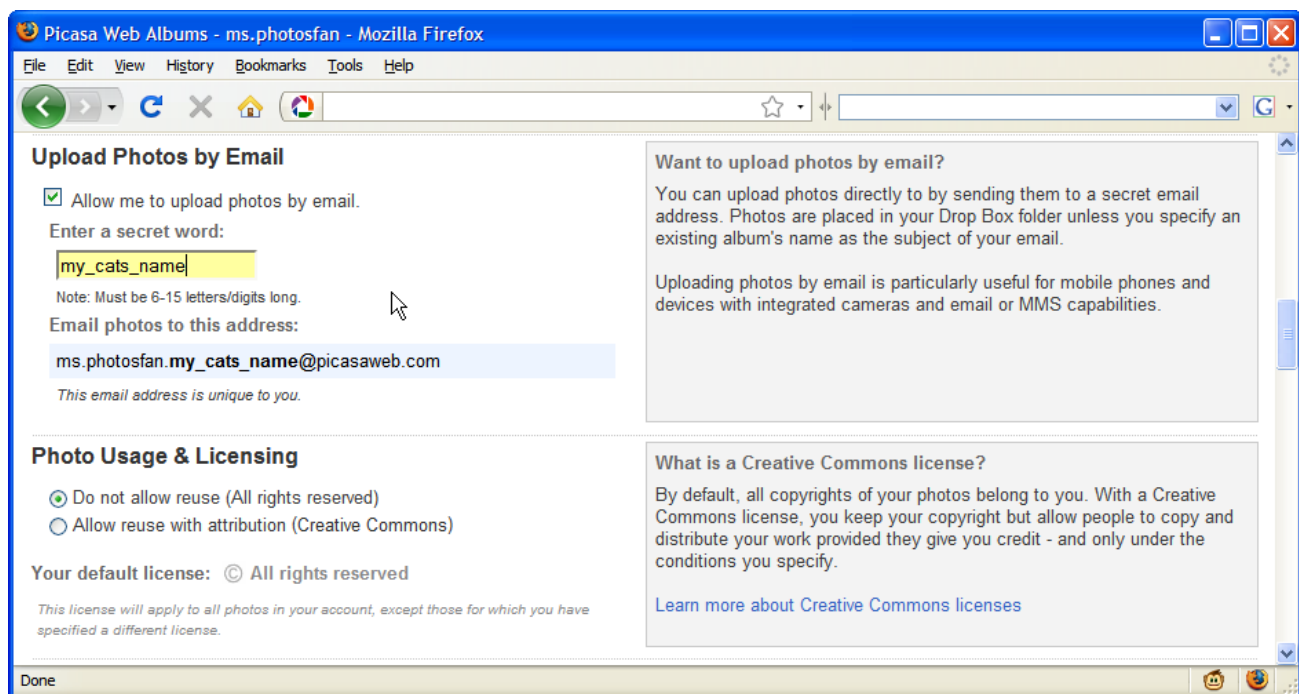 Picasa Web Albums - ms.photosfan - Mozilla Firefox
File Edit View History Bookmarks Tools Help
G
Upload Photos by Email
Allow me to upload photos by email.
Enter a secret word:
my_cats_name
Note: Must be 6-15 letters/digits long.
Email photos to this address:
ms.photosfan.my_cats_name@picasaweb.com
This email address is unique to you.
Want to upload photos by email?
You can upload photos directly to by sending them to a secret email
address. Photos are placed in your Drop Box folder unless you specify an
existing album's name as the subject of your email.
Uploading photos by email is particularly useful for mobile phones and
devices with integrated cameras and email or MMS capabilities.
Photo Usage & Licensing
Do not allow reuse (All rights reserved)
Allow reuse with attribution (Creative Commons)
Your default license: © All rights reserved
This license will apply to all photos in your account, except those for which you have
specified a different license.
What is a Creative Commons license?
By default, all copyrights of your photos belong to you. With a Creative
Commons license, you keep your copyright but allow people to copy and
distribute your work provided they give you credit - and only under the
conditions you specify.
Learn more about Creative Commons licenses
Done